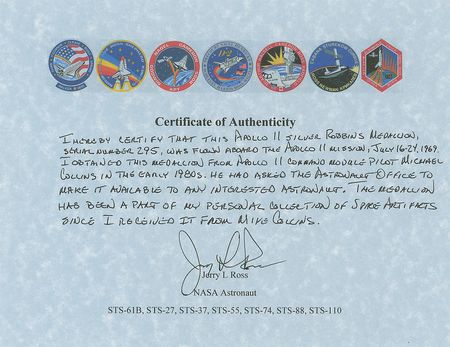 Certificate of Authenticity
I HEREBY CERTIFY THAT THIS APOLLO 11 SILVER ROBBINS MEDALLION,
SERIAL NUMBER 295, WAS FLOWN ABOARD THE APOLLO 11 MISSION, JULY 16-24, 1969.
I OBTAINED THIS MEDALLION FROM APOLLO 11 COMMAND MODULE PILOT MICHAEL
COLLINS IN THE EARLY 1980s. HE HAD ASKED THE ASTRONAUT OFFICE TO
MAKE IT AVAILABLE TO ANY INTERESTED ASTRONAUT. THE MEDALLION
HAS BEEN A PART OF MY PERSONAL COLLECTION OF SPACE ARTIFACTS
SINCE I RECEIVED IT FROM MIKE COLLINS.
Jerry L Ross
Jerry L. Ross
NASA Astronaut
STS-61B, STS-27, STS-37, STS-55, STS-74, STS-88, STS-110